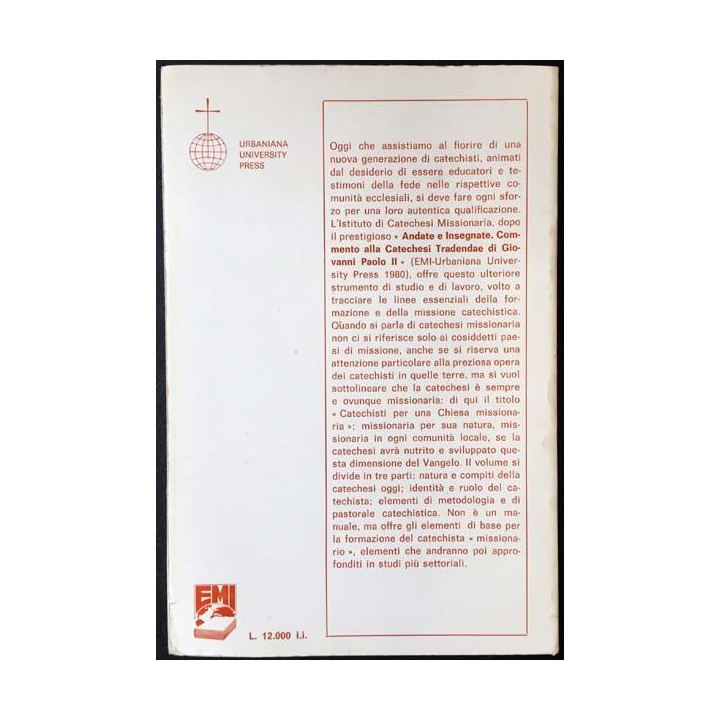 URBANIANA
UNIVERSITY
PRESS
Oggi che assistiamo al fiorire di una
nuova generazione di catechisti, animati
dal desiderio di essere educatori e te-
stimoni della fede nelle rispettive co-
munità ecclesiali, si deve fare ogni sfor-
zo per una loro autentica qualificazione.
L'Istituto di Catechesi Missionaria, dopo
il prestigioso « Andate e Insegnate. Com-
mento alla Catechesi Tradendae di Gio-
vanni Paolo II » (EMI-Urbaniana Univer-
sity Press 1980), offre questo ulteriore
strumento di studio e di lavoro, volto a
tracciare le linee essenziali della for-
mazione e della missione catechistica.
Quando si parla di catechesi missionaria
non ci si riferisce solo ai cosiddetti pae-
si di missione, anche se si riserva una
attenzione particolare alla preziosa opera
dei catechisti in quelle terre, ma si vuol
sottolineare che la catechesi è sempre
e ovunque missionaria: di qui il titolo
« Catechisti per una Chiesa missiona-
ria »; missionaria per sua natura, mis-
sionaria in ogni comunità locale, se la
catechesi avrà nutrito e sviluppato que-
sta dimensione del Vangelo. Il volume si
divide in tre parti: natura e compiti della
catechesi oggi; identità e ruolo del ca-
techista; elementi di metodologia e di
pastorale catechistica. Non è un ma-
nuale, ma offre gli elementi di base per
la formazione del catechista « missiona-
rio », elementi che andranno poi appro-
fonditi in studi più settoriali.
EMI
L. 12.000 i.i.